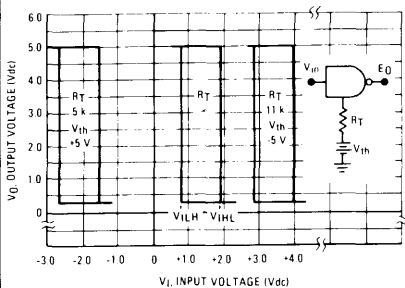 6.0
5.0
4.0
3.0
2.0
1.0
0
VO, OUTPUT VOLTAGE (Vdc)
RT
5 k
Vth
+5 V
RT
RT
11 k
Vth
-5 V
Vin
EO
RT
Vth
VILH
VIHL
-3.0 -2.0 -1.0 0 +1.0 +2.0 +3.0 +4.0
VI, INPUT VOLTAGE (Vdc)